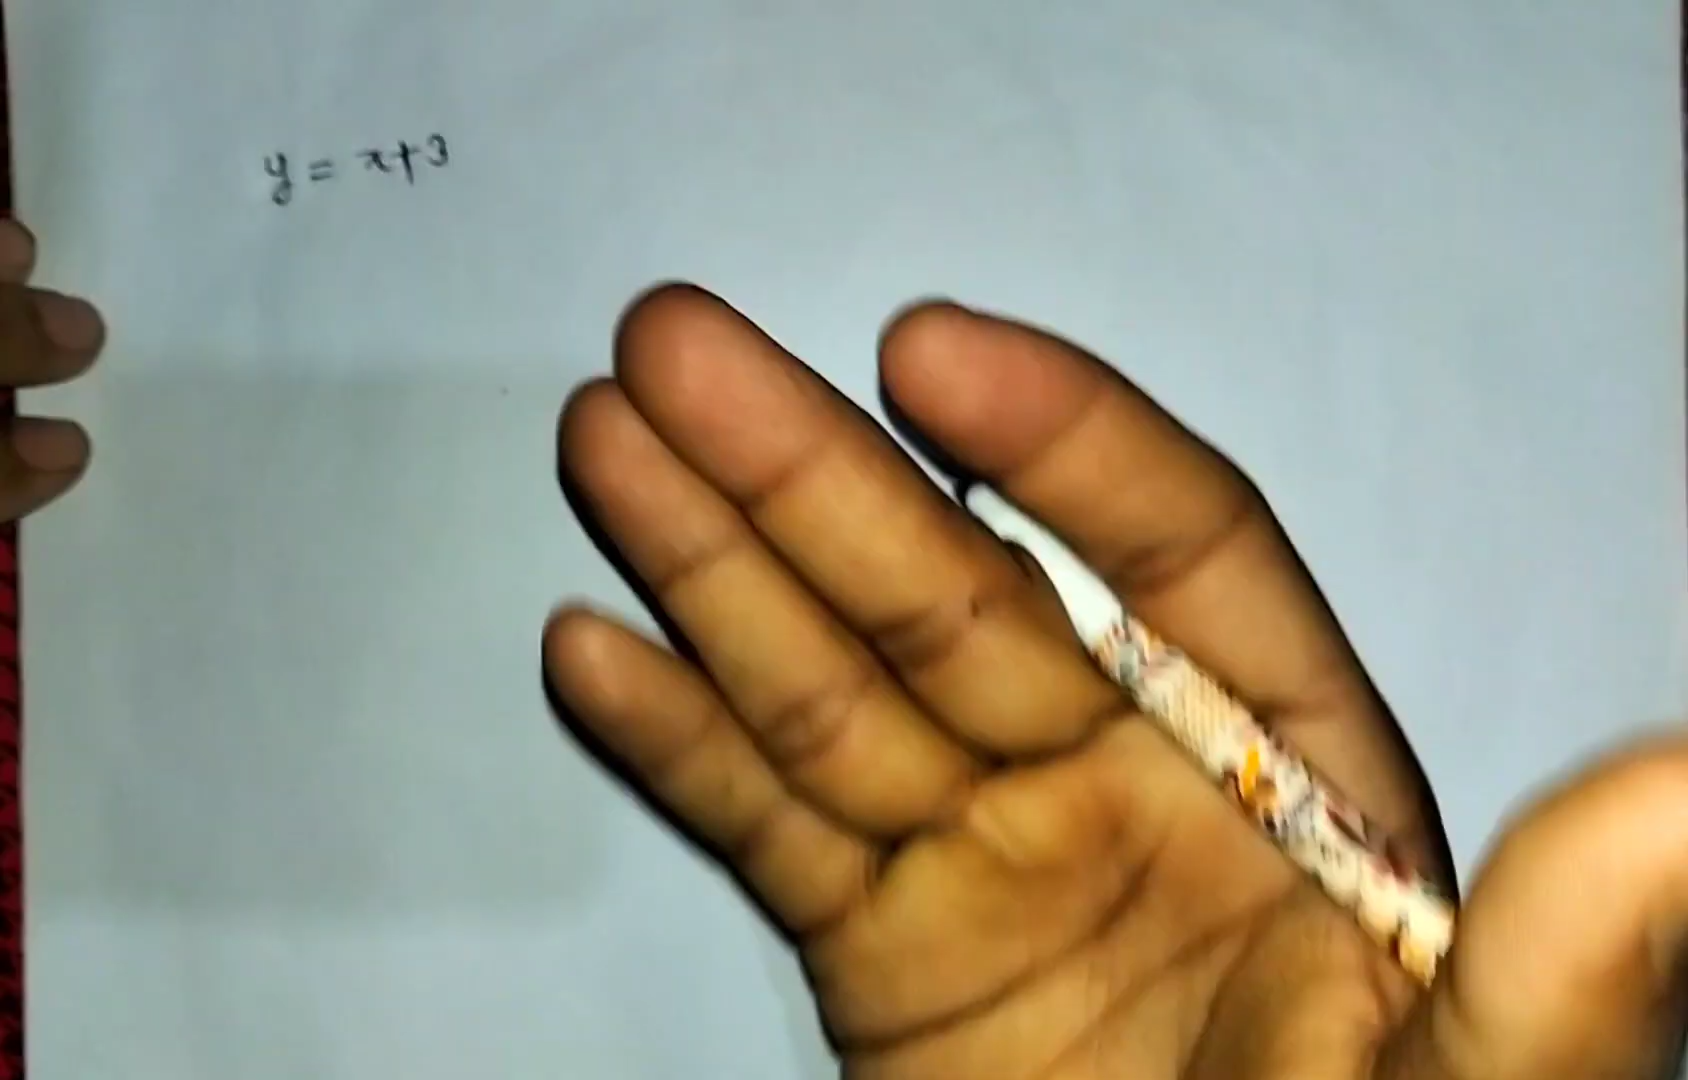 y = x+3